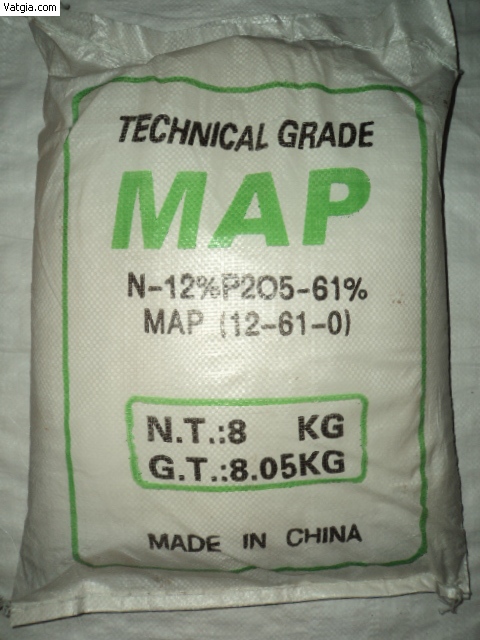 Vatgia.com
TECHNICAL GRADE
MAP
N-12%P2O5-61%
MAP (12-61-0)
N.T.:8 KG
G.T.:8.05KG
MADE IN CHINA